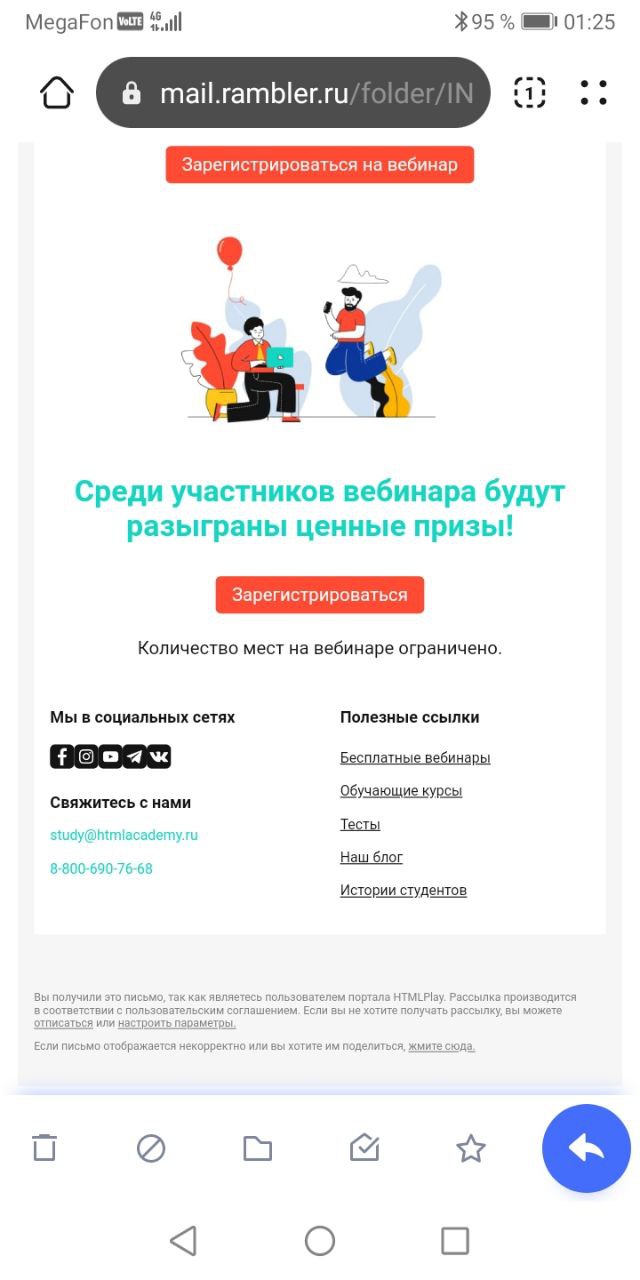 MegaFon VoLTE 4G 95 % 01:25
mail.rambler.ru/folder/IN 1
Зарегистрироваться на вебинар
Среди участников вебинара будут
разыграны ценные призы!
Зарегистрироваться
Количество мест на вебинаре ограничено.
Мы в социальных сетях
Свяжитесь с нами
study@htmlacademy.ru
8-800-690-76-68
Полезные ссылки
Бесплатные вебинары
Обучающие курсы
Тесты
Наш блог
Истории студентов
Вы получили это письмо, так как являетесь пользователем портала HTMLPlay. Рассылка производится
в соответствии с пользовательским соглашением. Если вы не хотите получать рассылку, вы можете
отписаться или настроить параметры.
Если письмо отображается некорректно или вы хотите им поделиться, жмите сюда.